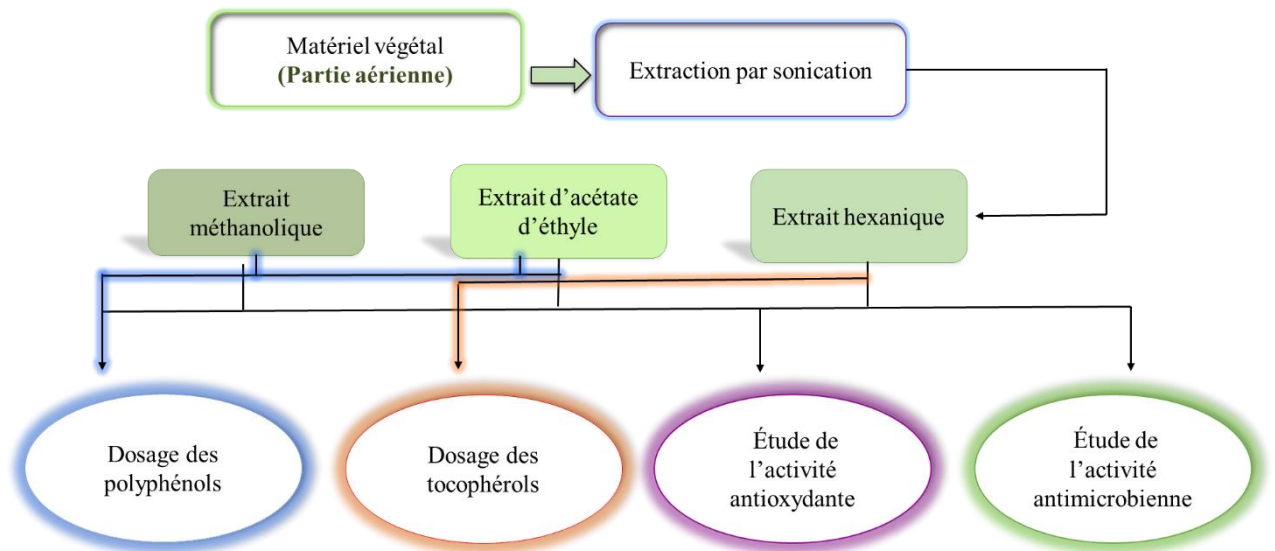 Matériel végétal
(Partie aérienne)
Extraction par sonication
Extrait
méthanolique
Extrait d’acétate
d’éthyle
Extrait hexanique
Dosage des
polyphénols
Dosage des
tocophérols
Étude de
l’activité
antioxydante
Étude de
l’activité
antimicrobienne